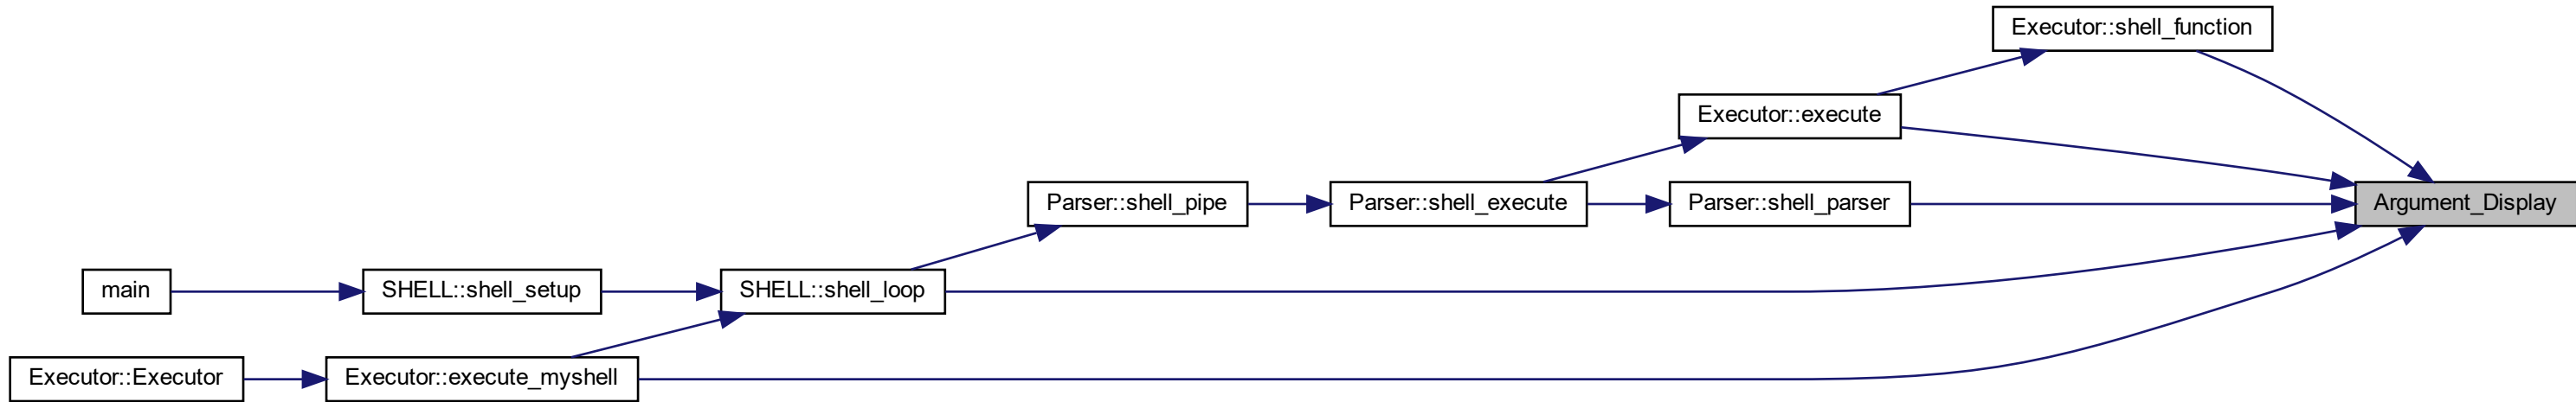 Executor::shell_function
Executor::execute
Parser::shell_pipe
Parser::shell_execute
Parser::shell_parser
Argument_Display
main
SHELL::shell_setup
SHELL::shell_loop
Executor::Executor
Executor::execute_myshell